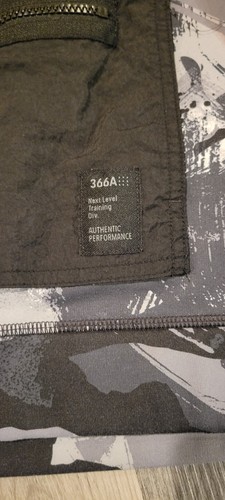 366A
Next Level
Training
Div.
AUTHENTIC
PERFORMANCE